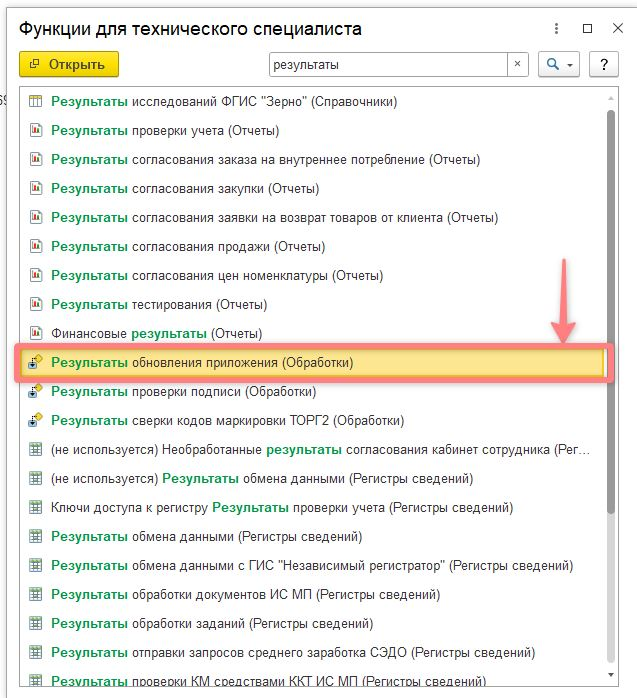 Функции для технического специалиста
Открыть
результаты
×
?
Результаты исследований ФГИС "Зерно" (Справочники)
Результаты проверки учета (Отчеты)
Результаты согласования заказа на внутреннее потребление (Отчеты)
Результаты согласования закупки (Отчеты)
Результаты согласования заявки на возврат товаров от клиента (Отчеты)
Результаты согласования продажи (Отчеты)
Результаты согласования цен номенклатуры (Отчеты)
Результаты тестирования (Отчеты)
Финансовые результаты (Отчеты)
Результаты обновления приложения (Обработки)
Результаты проверки подписи (Обработки)
Результаты сверки кодов маркировки ТОРГ2 (Обработки)
(не используется) Необработанные результаты согласования кабинет сотрудника (Рег...
(не используется) Результаты обмена данными (Регистры сведений)
Ключи доступа к регистру Результаты проверки учета (Регистры сведений)
Результаты обмена данными (Регистры сведений)
Результаты обмена данными с ГИС "Независимый регистратор" (Регистры сведений)
Результаты обработки документов ИС МП (Регистры сведений)
Результаты обработки заданий (Регистры сведений)
Результаты отправки запросов среднего заработка СЭДО (Регистры сведений)
Результаты проверки КМ средствами ККТ ИС МП (Регистры сведений)